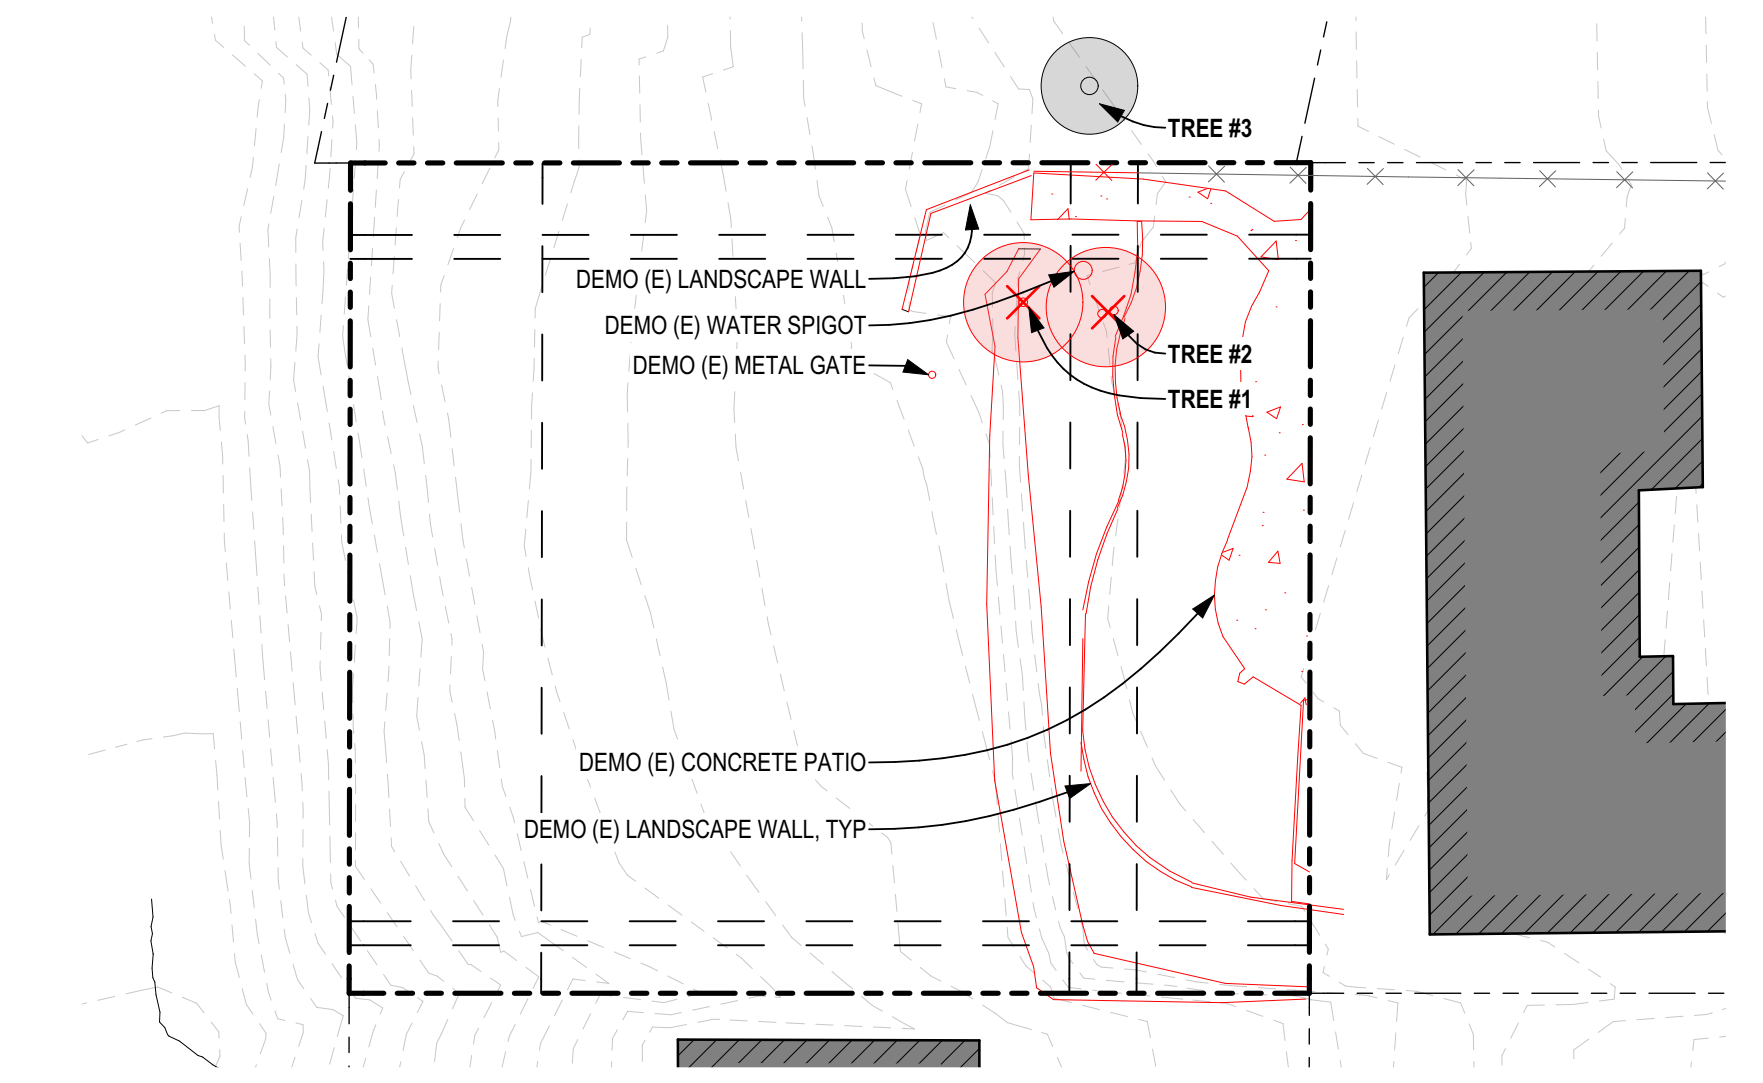 TREE #3
DEMO (E) LANDSCAPE WALL
DEMO (E) WATER SPIGOT
TREE #2
DEMO (E) METAL GATE
TREE #1
DEMO (E) CONCRETE PATIO
DEMO (E) LANDSCAPE WALL, TYP